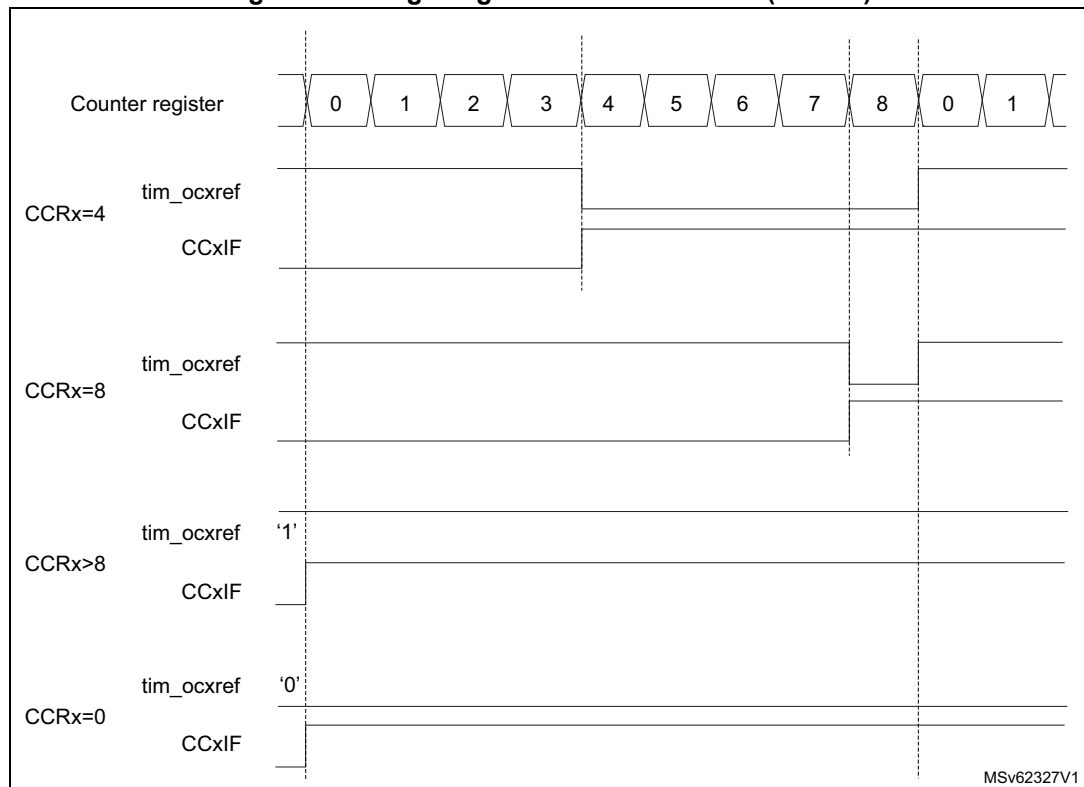 Counter register 0 1 2 3 4 5 6 7 8 0 1
tim_ocxref
CCRx=4
CCxIF
tim_ocxref
CCRx=8
CCxIF
tim_ocxref ‘1’
CCRx>8
CCxIF
tim_ocxref ‘0’
CCRx=0
CCxIF
MSv62327V1